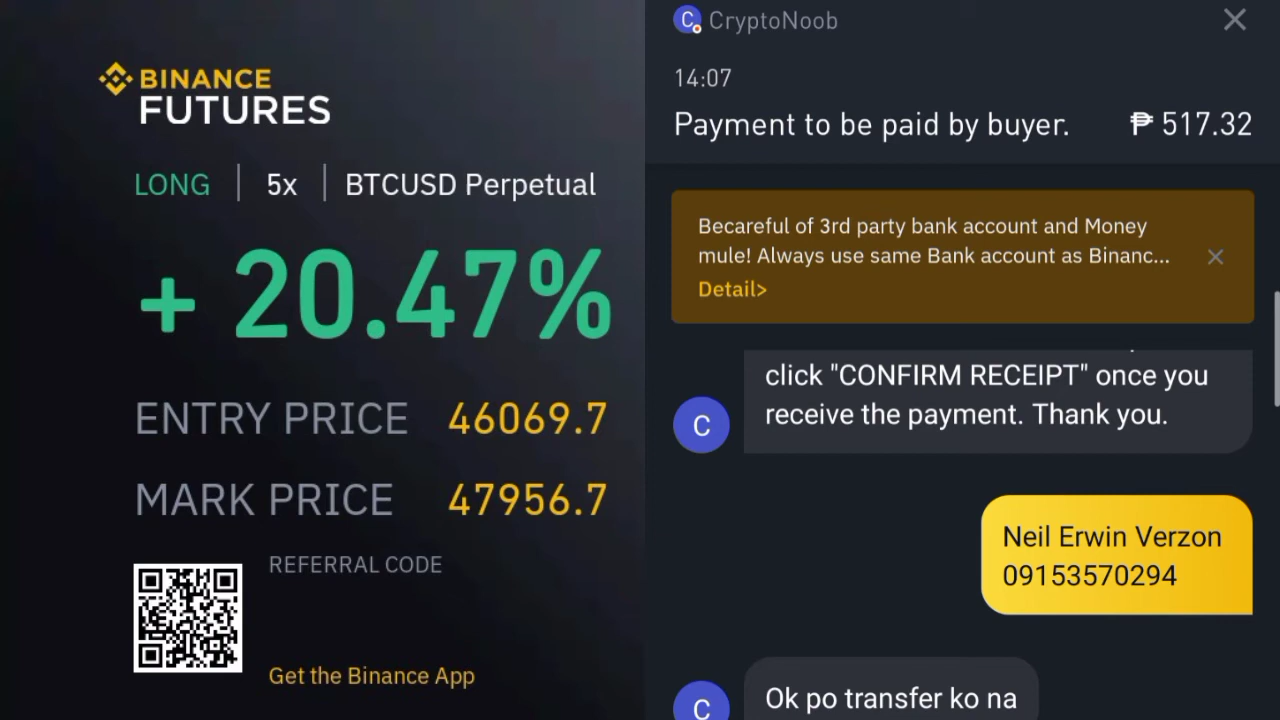 BINANCE
FUTURES
LONG | 5x | BTCUSD Perpetual
+ 20.47%
ENTRY PRICE 46069.7
MARK PRICE 47956.7
REFERRAL CODE
Get the Binance App
C CryptoNoob
14:07
Payment to be paid by buyer. ₱ 517.32
Becareful of 3rd party bank account and Money
mule! Always use same Bank account as Binanc...
Detail>
click "CONFIRM RECEIPT" once you
receive the payment. Thank you.
C
Neil Erwin Verzon
09153570294
Ok po transfer ko na
C